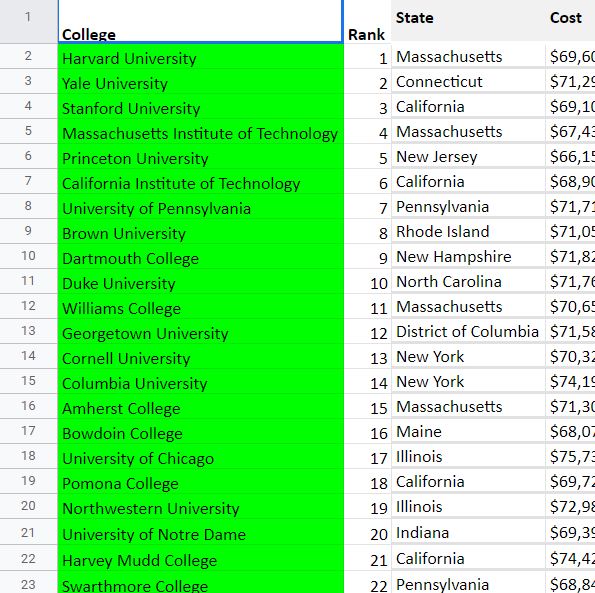 1 College Rank State Cost
2 Harvard University 1 Massachusetts $69,60
3 Yale University 2 Connecticut $71,29
4 Stanford University 3 California $69,10
5 Massachusetts Institute of Technology 4 Massachusetts $67,43
6 Princeton University 5 New Jersey $66,15
7 California Institute of Technology 6 California $68,90
8 University of Pennsylvania 7 Pennsylvania $71,71
9 Brown University 8 Rhode Island $71,05
10 Dartmouth College 9 New Hampshire $71,82
11 Duke University 10 North Carolina $71,76
12 Williams College 11 Massachusetts $70,65
13 Georgetown University 12 District of Columbia $71,58
14 Cornell University 13 New York $70,32
15 Columbia University 14 New York $74,19
16 Amherst College 15 Massachusetts $71,30
17 Bowdoin College 16 Maine $68,07
18 University of Chicago 17 Illinois $75,73
19 Pomona College 18 California $69,72
20 Northwestern University 19 Illinois $72,98
21 University of Notre Dame 20 Indiana $69,39
22 Harvey Mudd College 21 California $74,42
23 Swarthmore College 22 Pennsylvania $68,84